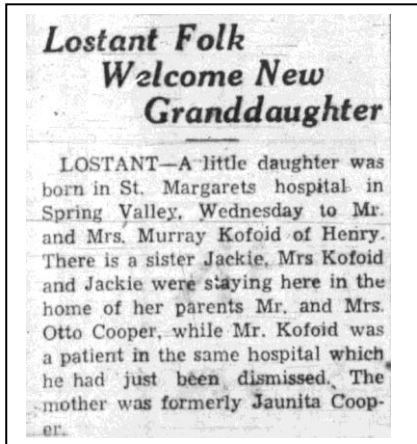 Lostant Folk
Welcome New
Granddaughter
LOSTANT—A little daughter was
born in St. Margarets hospital in
Spring Valley, Wednesday to Mr.
and Mrs. Murray Kofoid of Henry.
There is a sister Jackie, Mrs Kofoid
and Jackie were staying here in the
home of her parents Mr. and Mrs.
Otto Cooper, while Mr. Kofoid was
a patient in the same hospital which
he had just been dismissed. The
mother was formerly Jaunita Coop-
er.